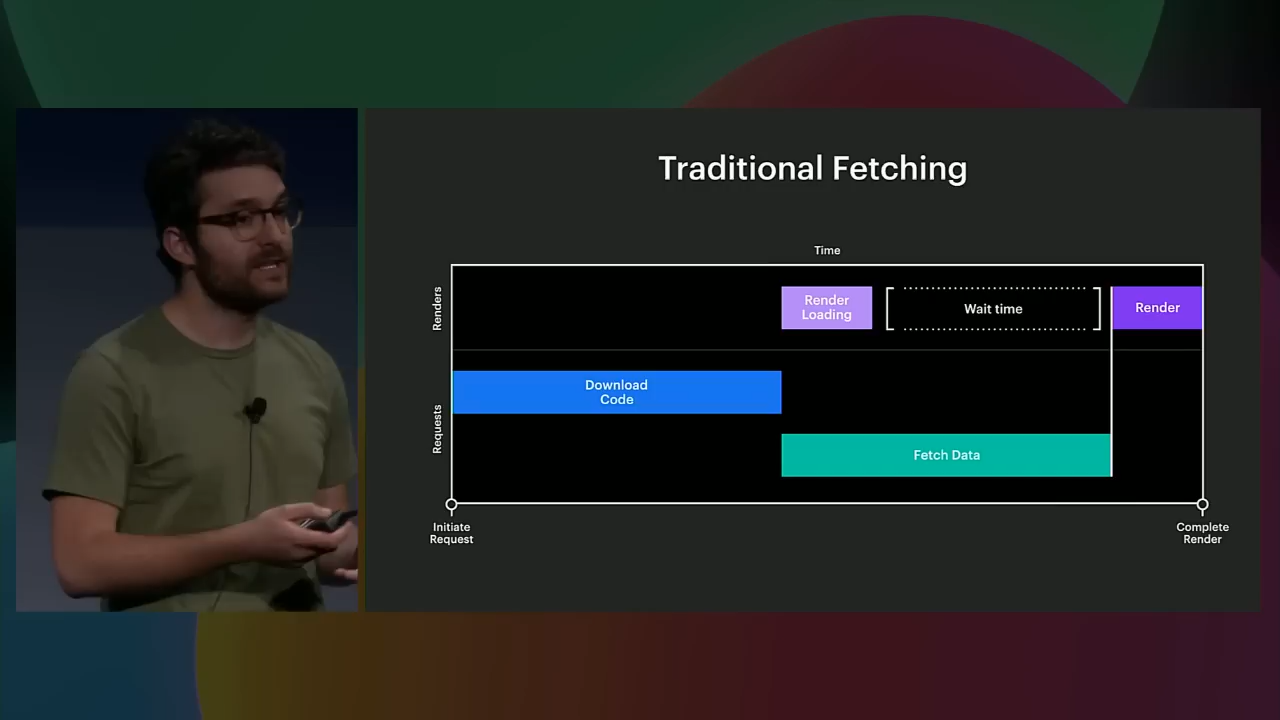 Traditional Fetching
Time
Renders
Render
Loading
Wait time
Render
Requests
Download
Code
Fetch Data
Initiate
Request
Complete
Render